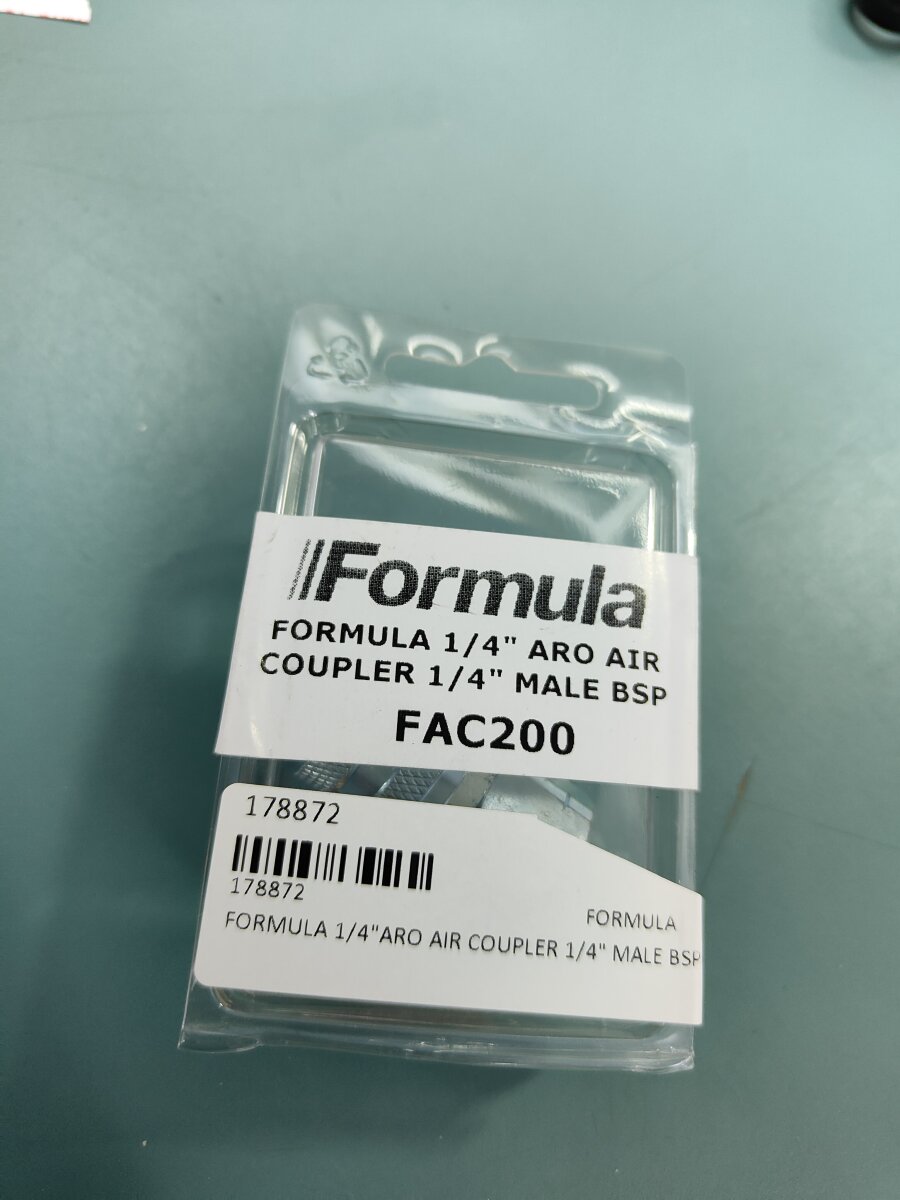 Formula
FORMULA 1/4" ARO AIR
COUPLER 1/4" MALE BSP
FAC200
178872
178872
FORMULA
FORMULA 1/4"ARO AIR COUPLER 1/4" MALE BSP